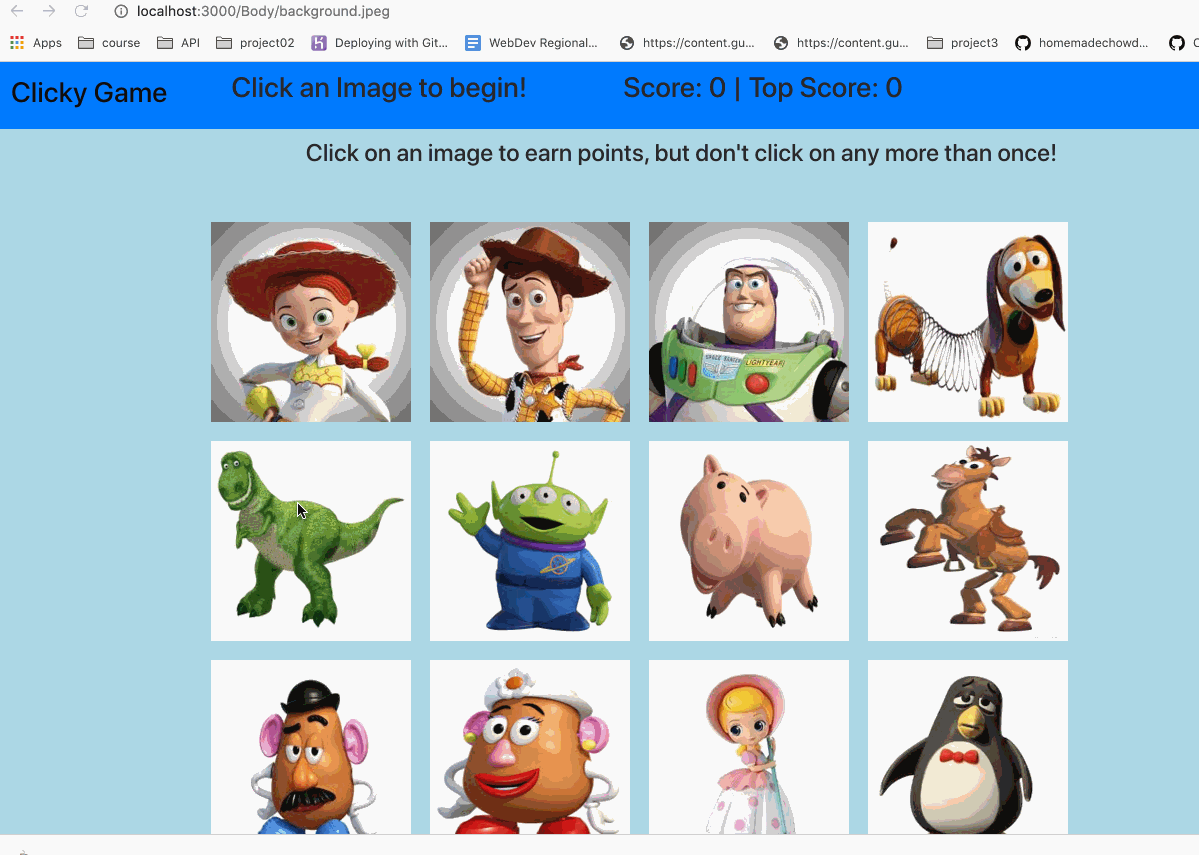 localhost:3000/Body/background.jpeg
Apps course API project02 Deploying with Git... WebDev Regional... https://content.gu... https://content.gu... project3 homemadechowd...
Clicky Game Click an Image to begin! Score: 0 | Top Score: 0
Click on an image to earn points, but don't click on any more than once!
SPACE RANGER LIGHTYEAR